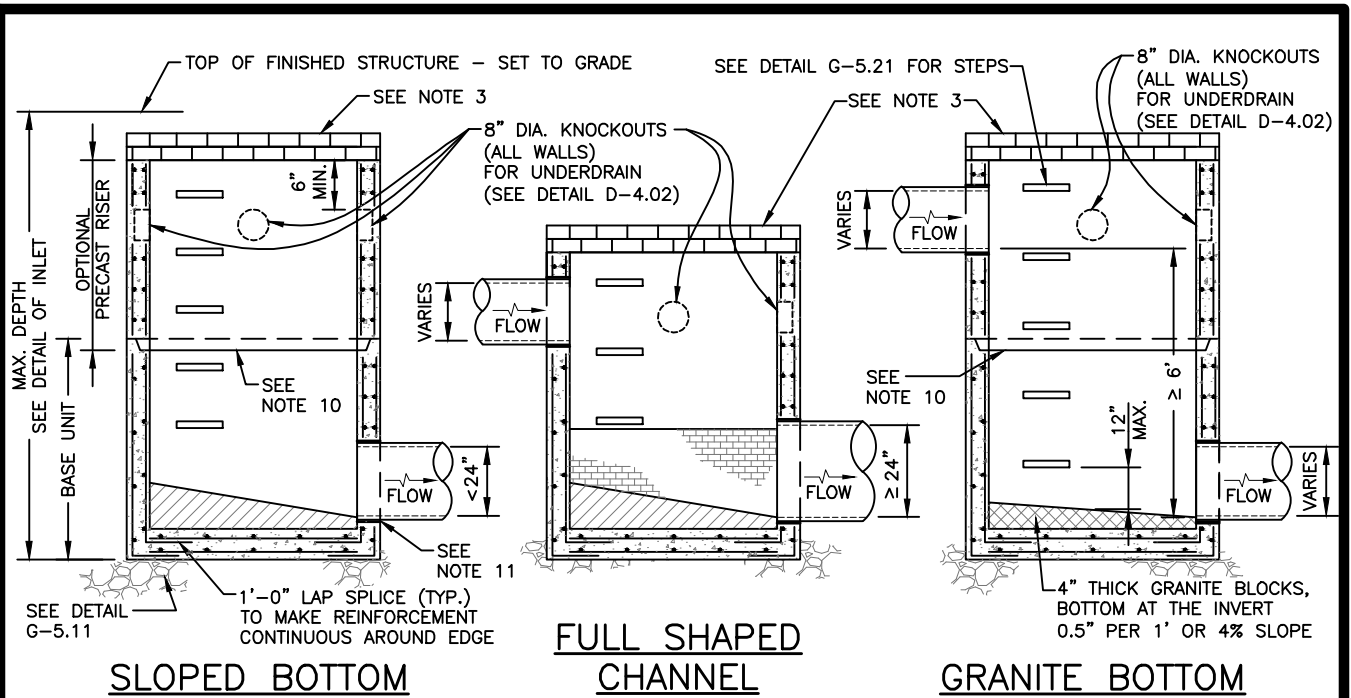 TOP OF FINISHED STRUCTURE - SET TO GRADE
SEE NOTE 3
8" DIA. KNOCKOUTS
(ALL WALLS)
FOR UNDERDRAIN
(SEE DETAIL D-4.02)
MAX. DEPTH
SEE DETAIL OF INLET
OPTIONAL
PRECAST RISER
BASE UNIT
6"
MIN.
SEE
NOTE 10
FLOW
<24"
SEE
NOTE 11
SEE DETAIL
G-5.11
1'-0" LAP SPLICE (TYP.)
TO MAKE REINFORCEMENT
CONTINUOUS AROUND EDGE
SLOPED BOTTOM
SEE DETAIL G-5.21 FOR STEPS
SEE NOTE 3
VARIES
FLOW
FLOW
≥ 24"
FULL SHAPED
CHANNEL
8" DIA. KNOCKOUTS
(ALL WALLS)
FOR UNDERDRAIN
(SEE DETAIL D-4.02)
VARIES
FLOW
SEE
NOTE 10
≥ 6'
12"
MAX.
FLOW
VARIES
4" THICK GRANITE BLOCKS,
BOTTOM AT THE INVERT
0.5" PER 1' OR 4% SLOPE
GRANITE BOTTOM